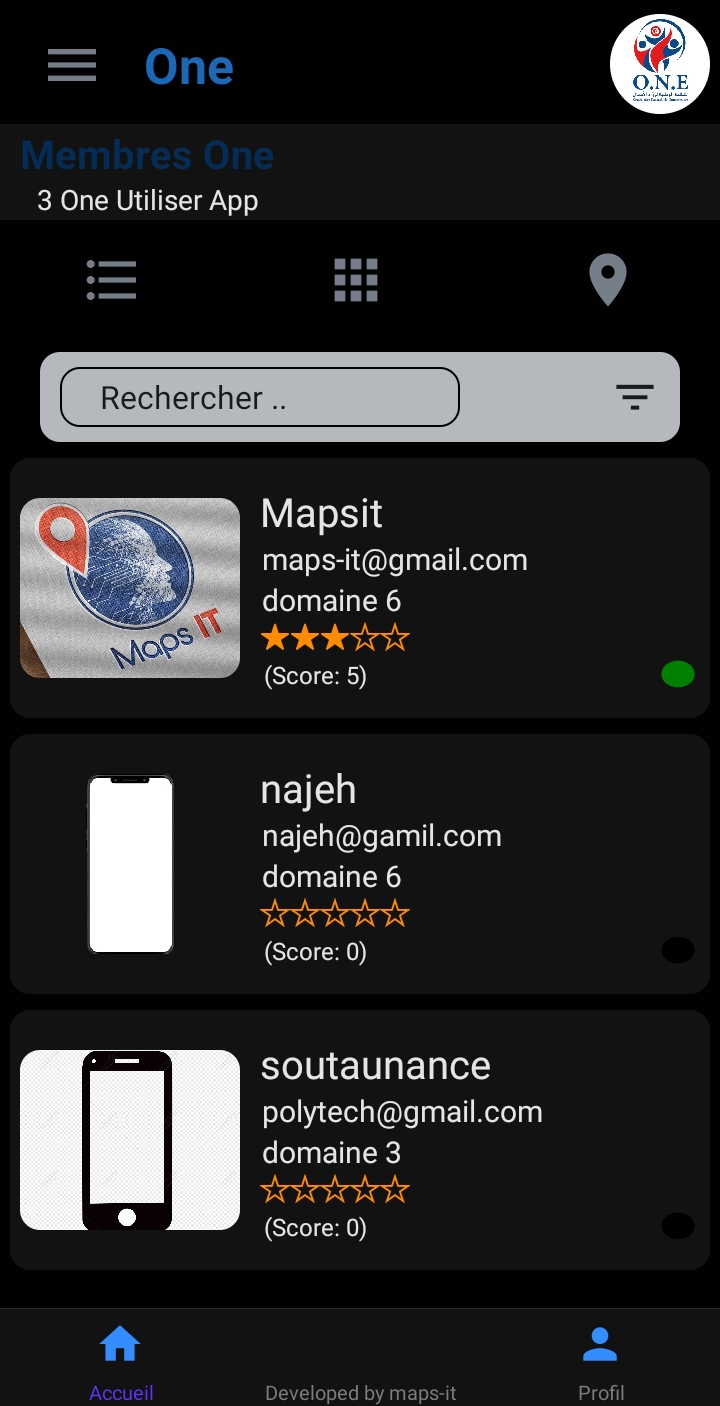 One
O.N.E
Membres One
3 One Utiliser App
Rechercher ..
Maps IT
Mapsit
maps-it@gmail.com
domaine 6
(Score: 5)
najeh
najeh@gamil.com
domaine 6
(Score: 0)
soutaunance
polytech@gmail.com
domaine 3
(Score: 0)
Accueil
Developed by maps-it
Profil